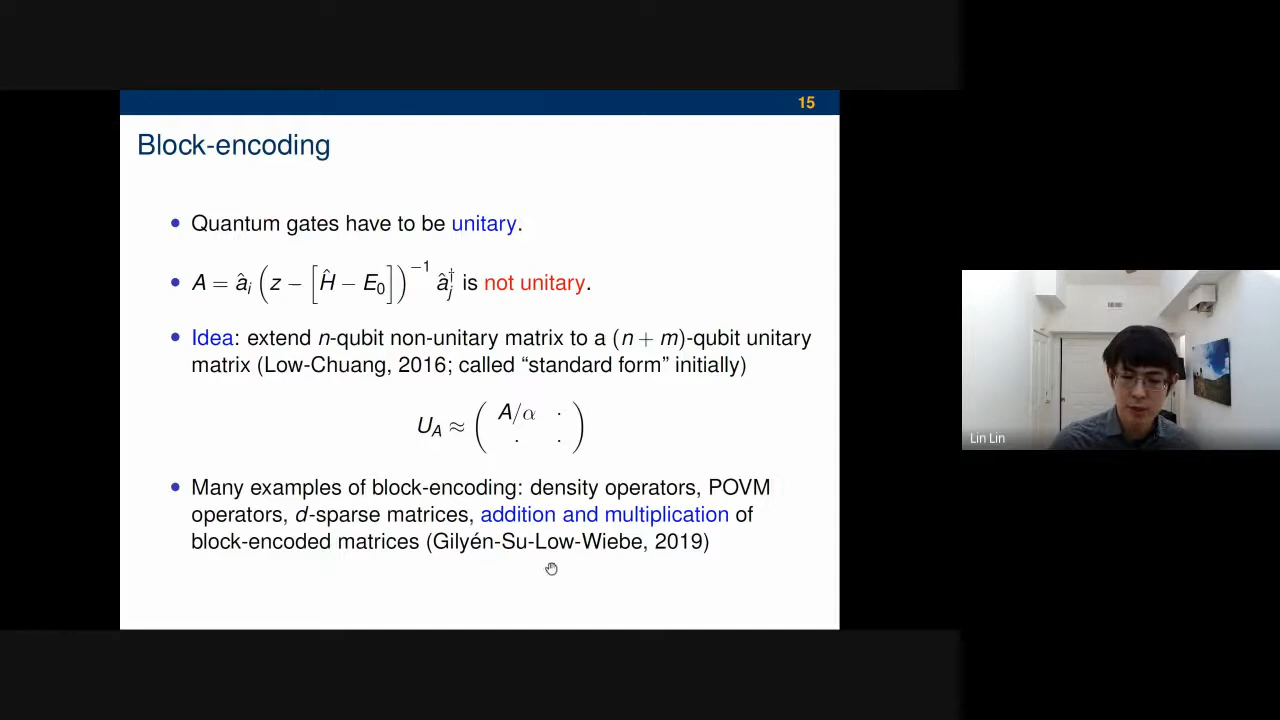 15
Block-encoding
• Quantum gates have to be unitary.
• A = âᵢ (z − [Ĥ − E₀])⁻¹ âⱼ† is not unitary.
• Idea: extend n-qubit non-unitary matrix to a (n + m)-qubit unitary
matrix (Low-Chuang, 2016; called “standard form” initially)
U_A ≈ ( A/α · 
· · )
• Many examples of block-encoding: density operators, POVM
operators, d-sparse matrices, addition and multiplication of
block-encoded matrices (Gilyén-Su-Low-Wiebe, 2019)
Lin Lin